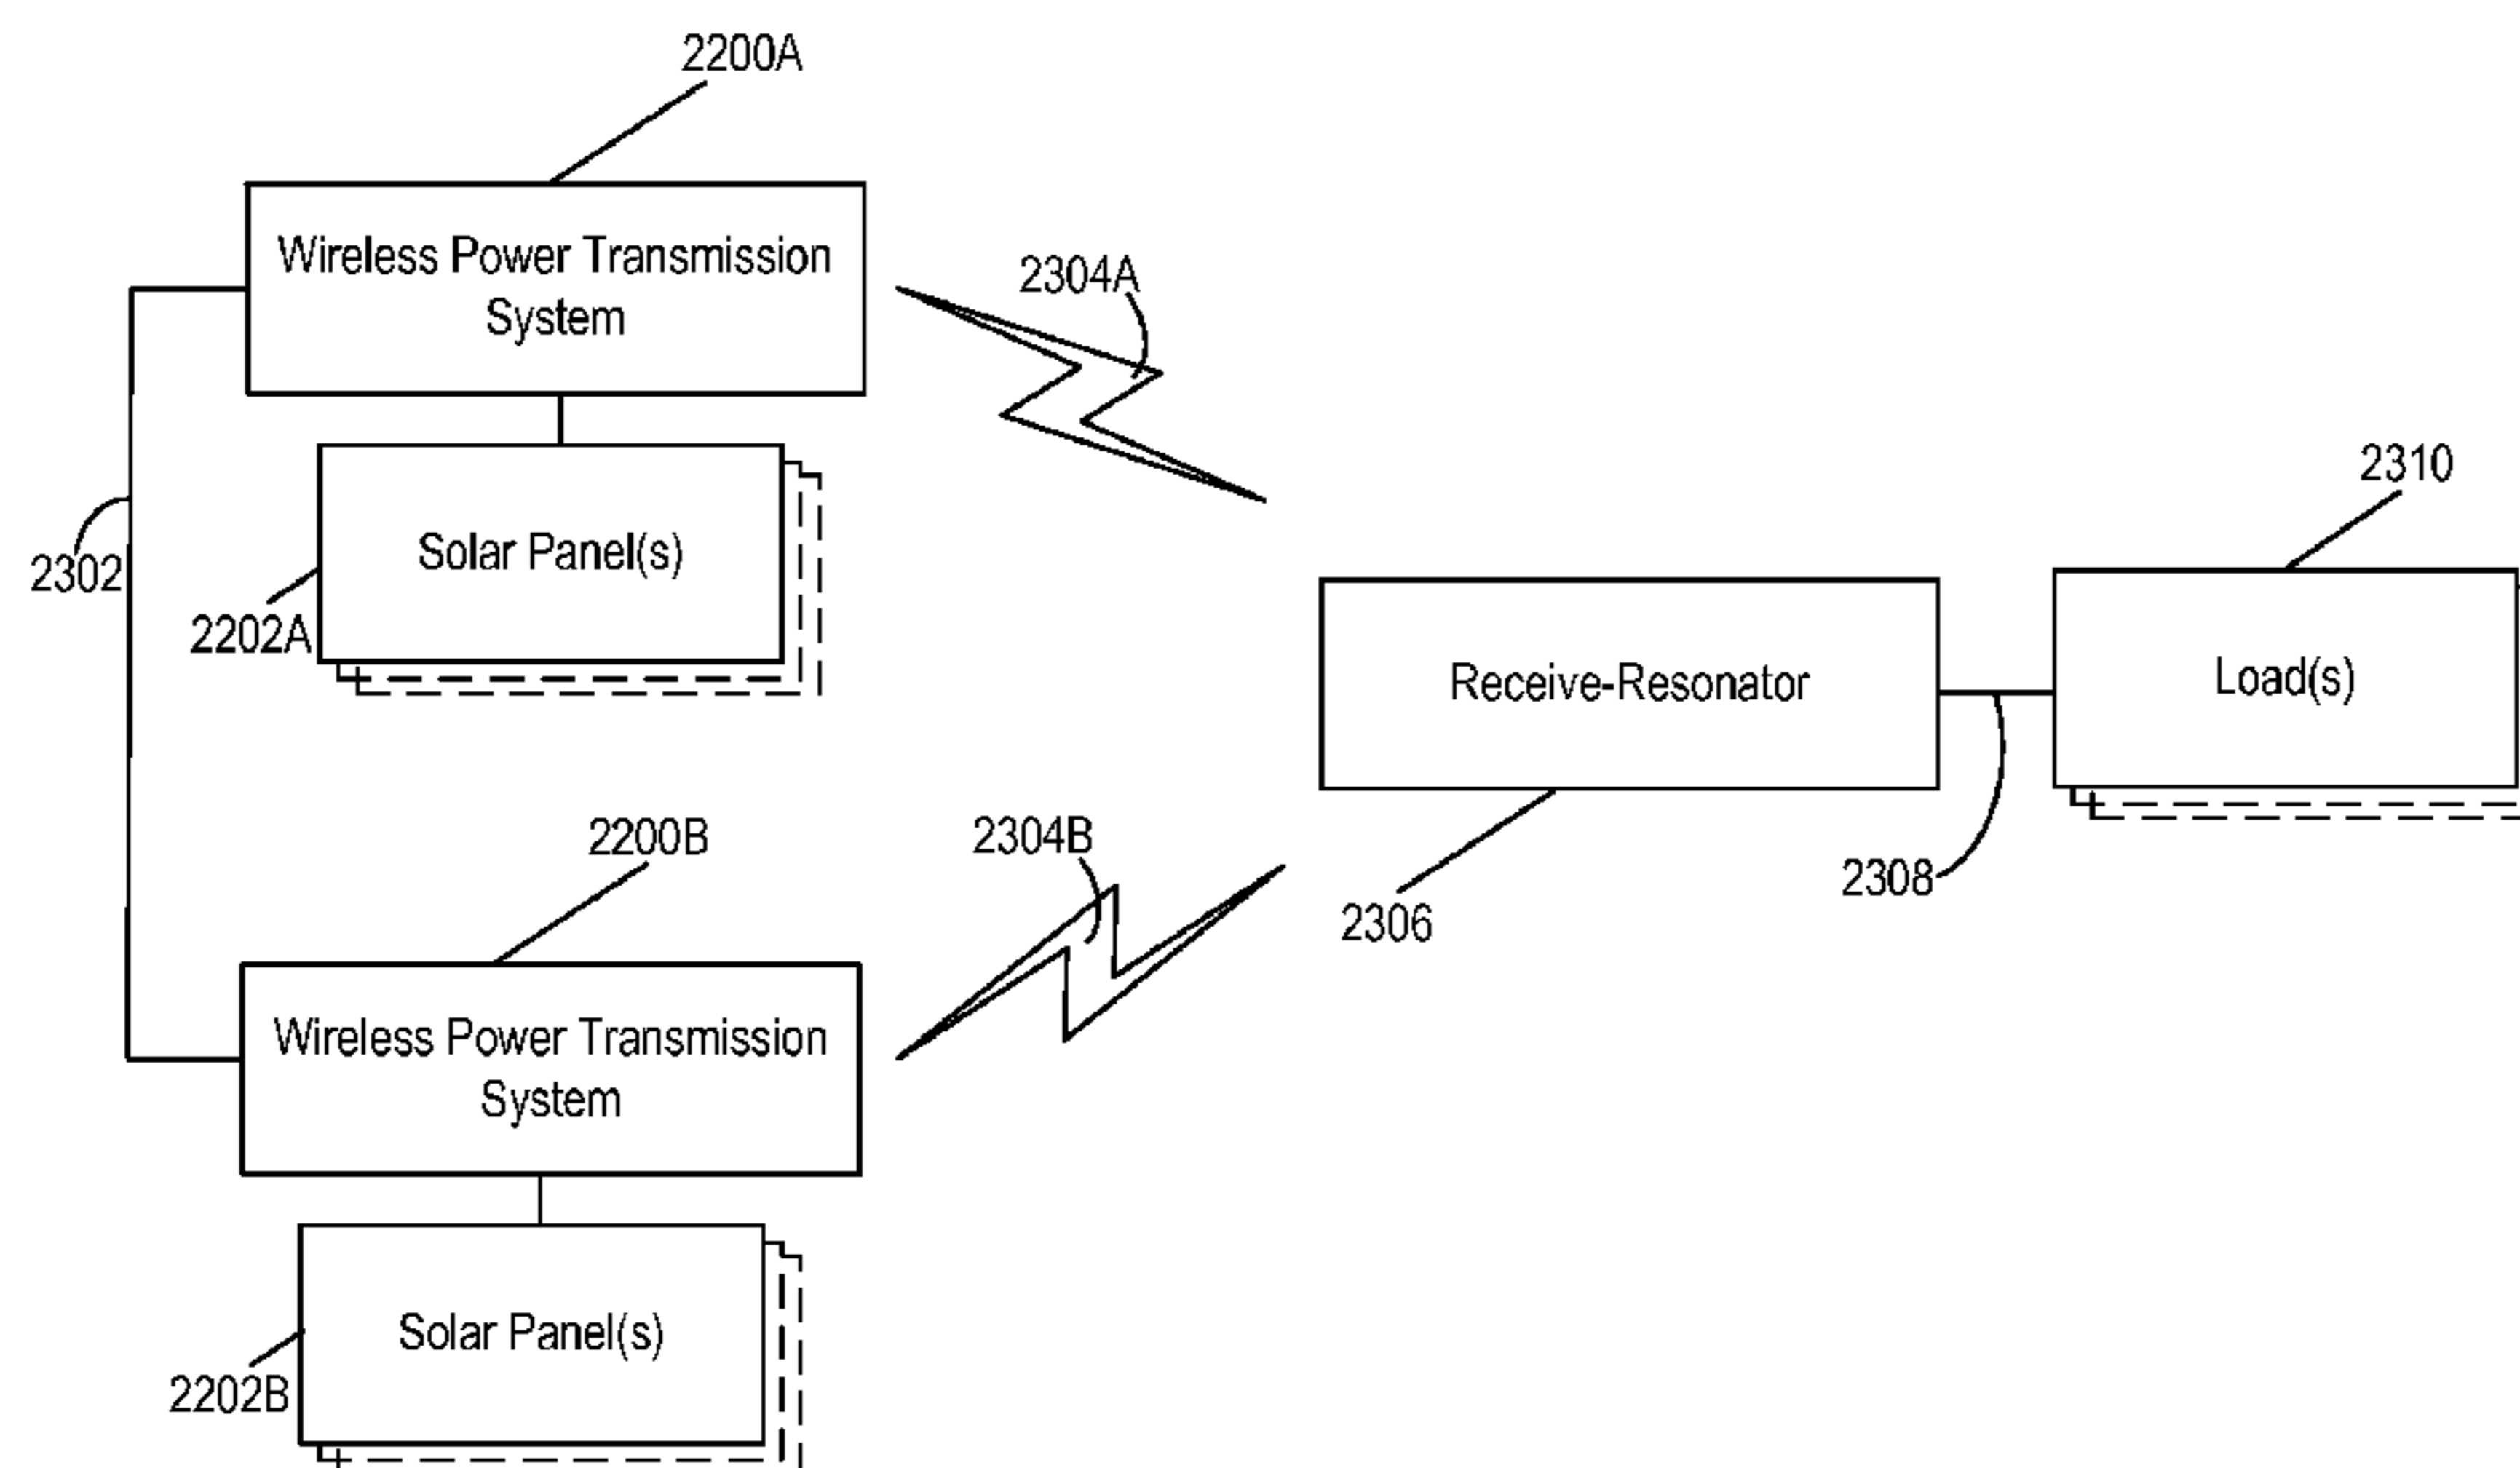 2200A
Wireless Power Transmission
System
2304A
2302
Solar Panel(s)
2202A
2310
Receive-Resonator
Load(s)
2200B
2304B
2308
2306
Wireless Power Transmission
System
Solar Panel(s)
2202B